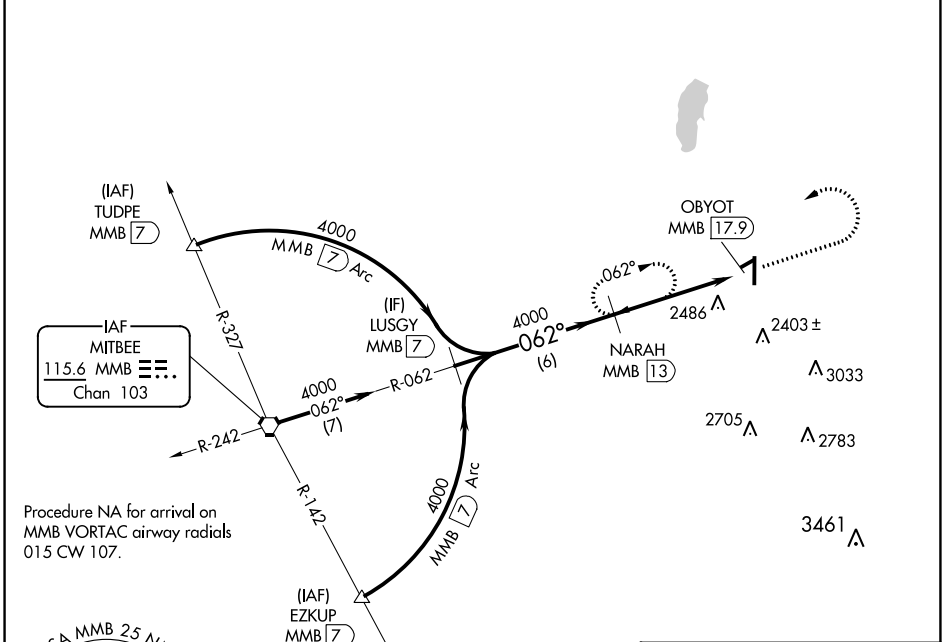 (IAF)
TUDPE
MMB 7
4000
MMB 7 Arc
R-327
(IF)
LUSGY
MMB 7
OBYOT
MMB 17.9
062°
2486
2403 ±
4000
062°
(6)
NARAH
MMB 13
3033
IAF
MITBEE
115.6 MMB
Chan 103
4000
062°
(7)
R-062
R-242
2705
2783
R-142
4000
MMB 7 Arc
3461
Procedure NA for arrival on
MMB VORTAC airway radials
015 CW 107.
(IAF)
EZKUP
MMB 7
MMB 25